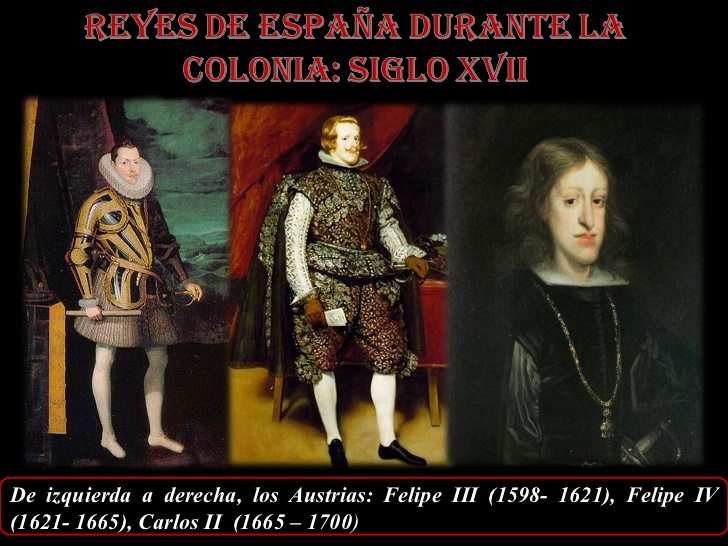 REYES DE ESPAÑA DURANTE LA
COLONIA: SIGLO XVII
De izquierda a derecha, los Austrias: Felipe III (1598- 1621), Felipe IV
(1621- 1665), Carlos II (1665 – 1700)